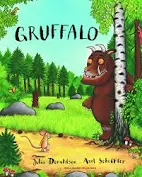 GRUFFALO
Julia Donaldson Axel Scheffler